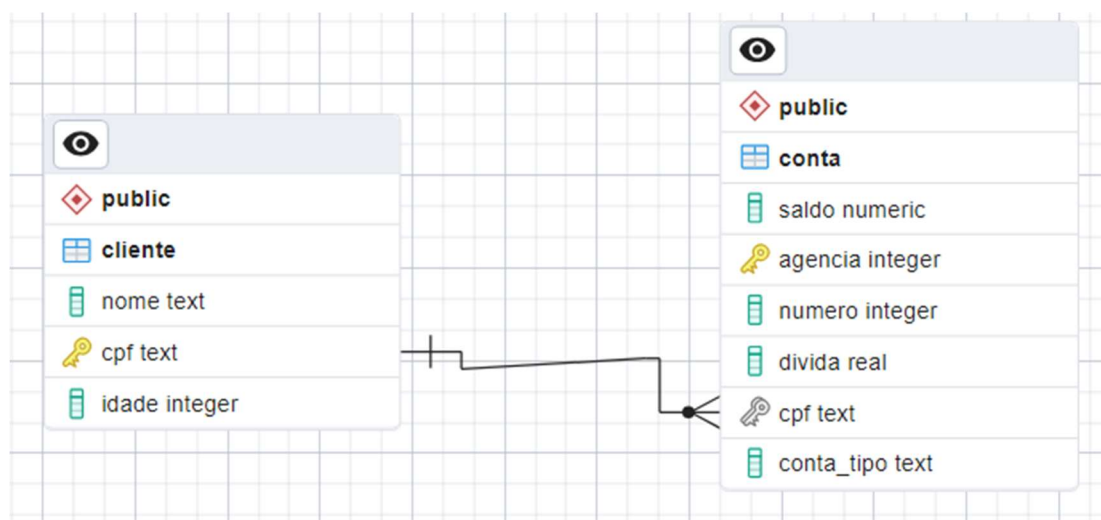 public
cliente
nome text
cpf text
idade integer
public
conta
saldo numeric
agencia integer
numero integer
divida real
cpf text
conta_tipo text